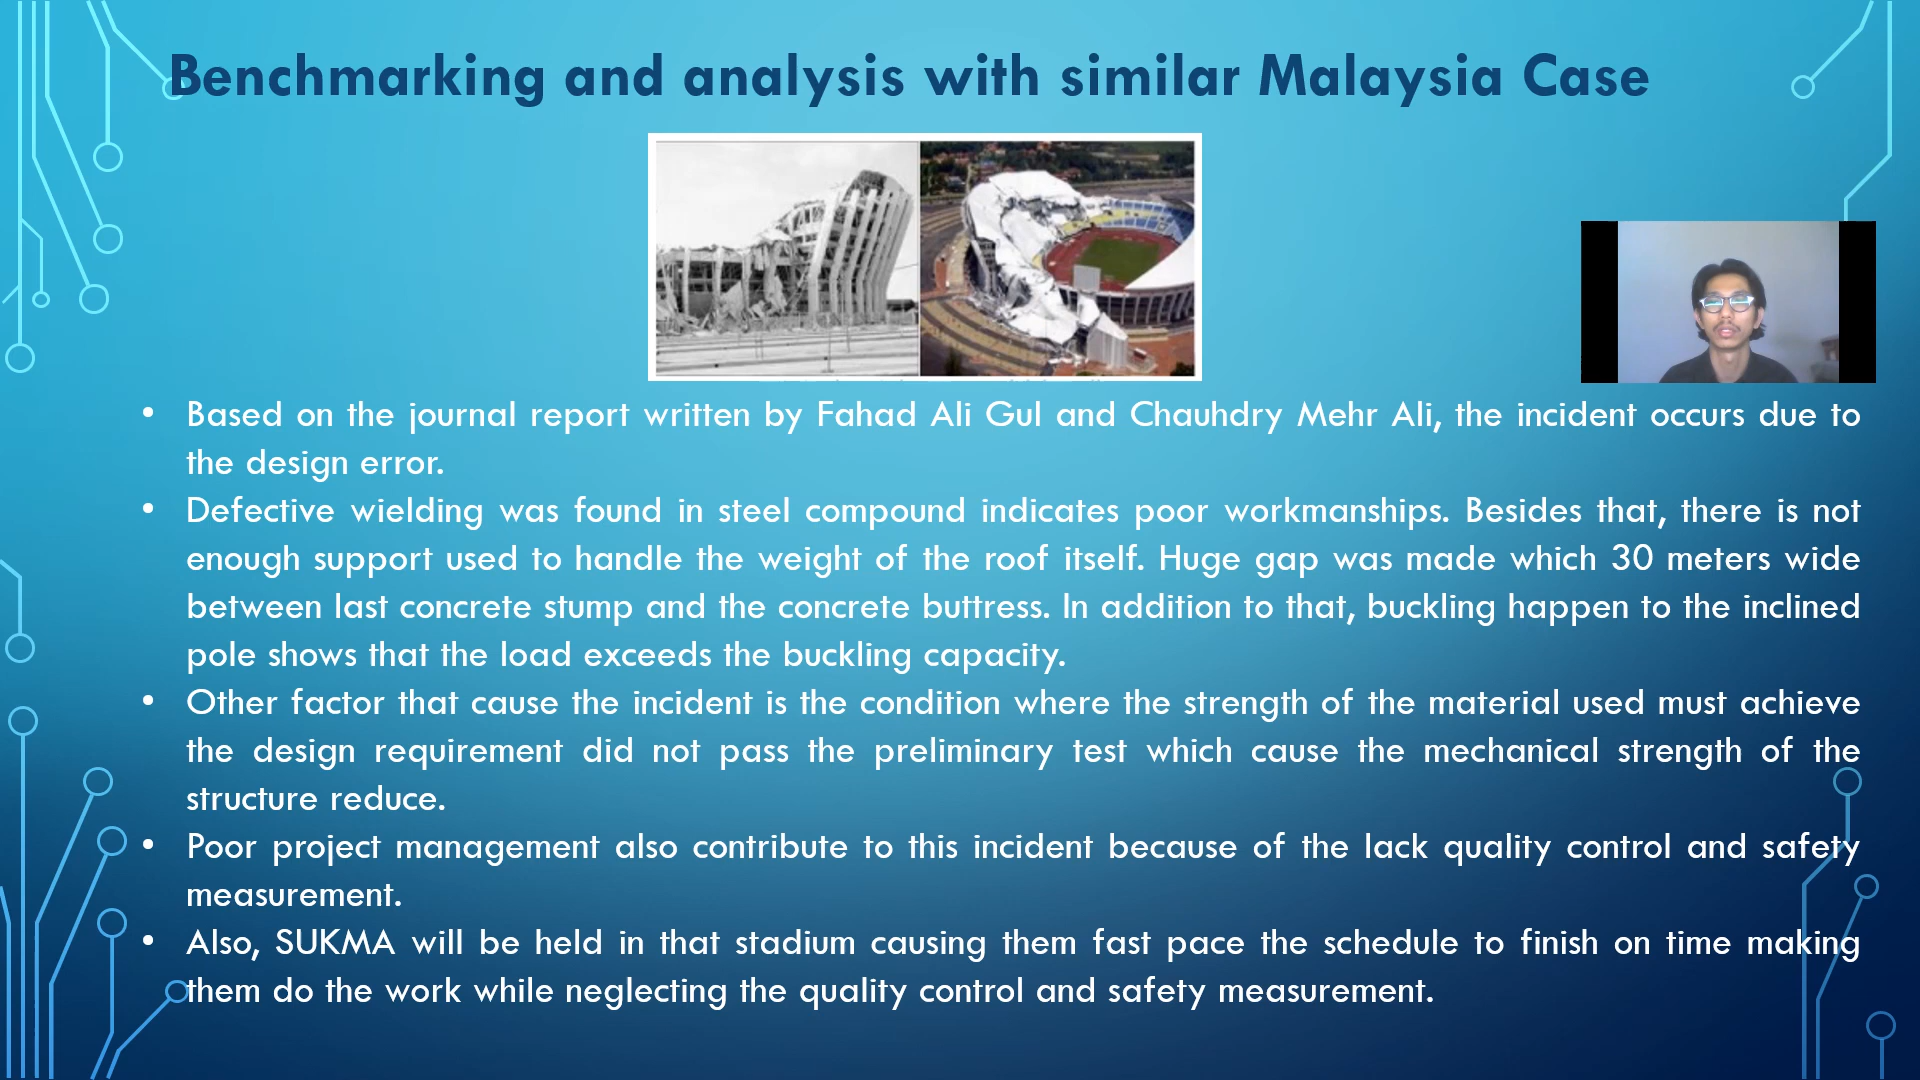 Benchmarking and analysis with similar Malaysia Case
• Based on the journal report written by Fahad Ali Gul and Chauhdry Mehr Ali, the incident occurs due to
the design error.
• Defective wielding was found in steel compound indicates poor workmanships. Besides that, there is not
enough support used to handle the weight of the roof itself. Huge gap was made which 30 meters wide
between last concrete stump and the concrete buttress. In addition to that, buckling happen to the inclined
pole shows that the load exceeds the buckling capacity.
• Other factor that cause the incident is the condition where the strength of the material used must achieve
the design requirement did not pass the preliminary test which cause the mechanical strength of the
structure reduce.
• Poor project management also contribute to this incident because of the lack quality control and safety
measurement.
• Also, SUKMA will be held in that stadium causing them fast pace the schedule to finish on time making
them do the work while neglecting the quality control and safety measurement.